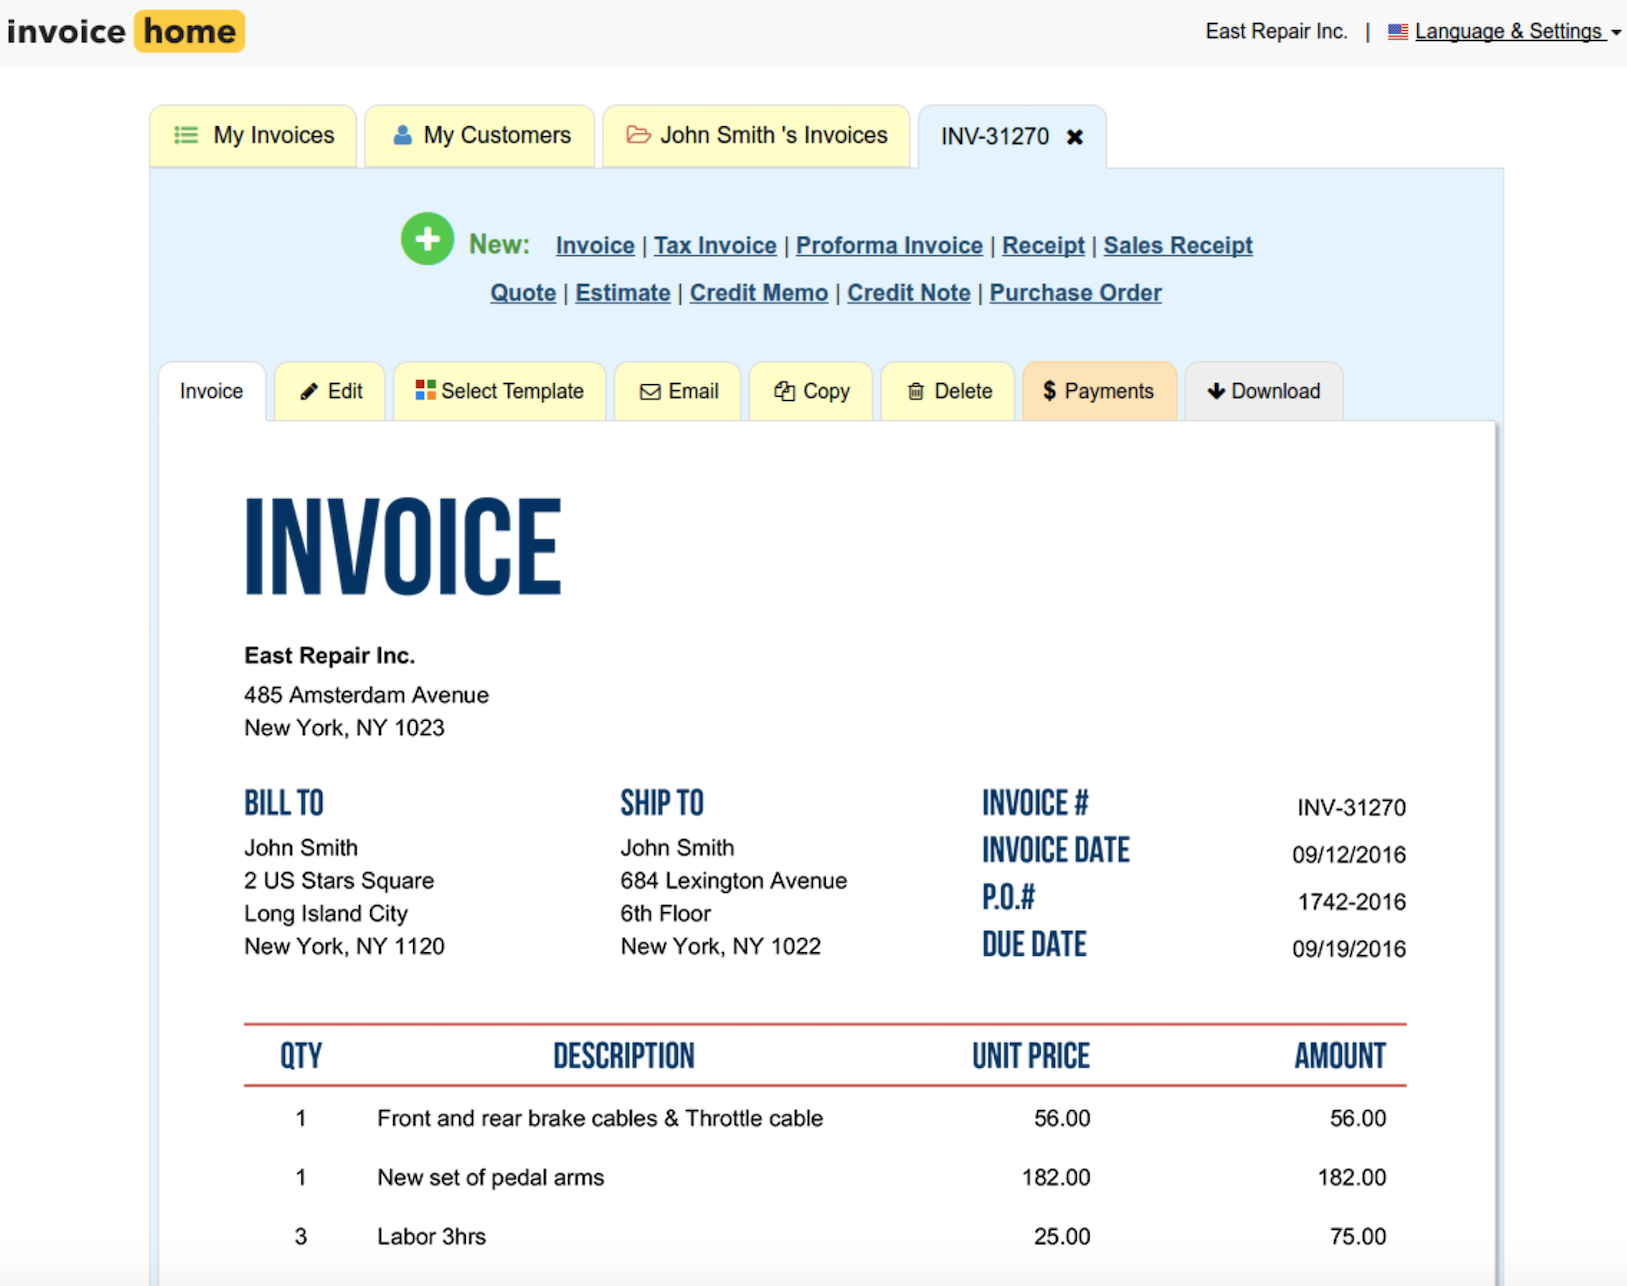 invoice home
East Repair Inc. | Language & Settings
My Invoices My Customers John Smith 's Invoices INV-31270
New: Invoice | Tax Invoice | Proforma Invoice | Receipt | Sales Receipt
Quote | Estimate | Credit Memo | Credit Note | Purchase Order
Invoice Edit Select Template Email Copy Delete $ Payments Download
INVOICE
East Repair Inc.
485 Amsterdam Avenue
New York, NY 1023
BILL TO
John Smith
2 US Stars Square
Long Island City
New York, NY 1120
SHIP TO
John Smith
684 Lexington Avenue
6th Floor
New York, NY 1022
INVOICE # INV-31270
INVOICE DATE 09/12/2016
P.O.# 1742-2016
DUE DATE 09/19/2016
QTY DESCRIPTION UNIT PRICE AMOUNT
1 Front and rear brake cables & Throttle cable 56.00 56.00
1 New set of pedal arms 182.00 182.00
3 Labor 3hrs 25.00 75.00